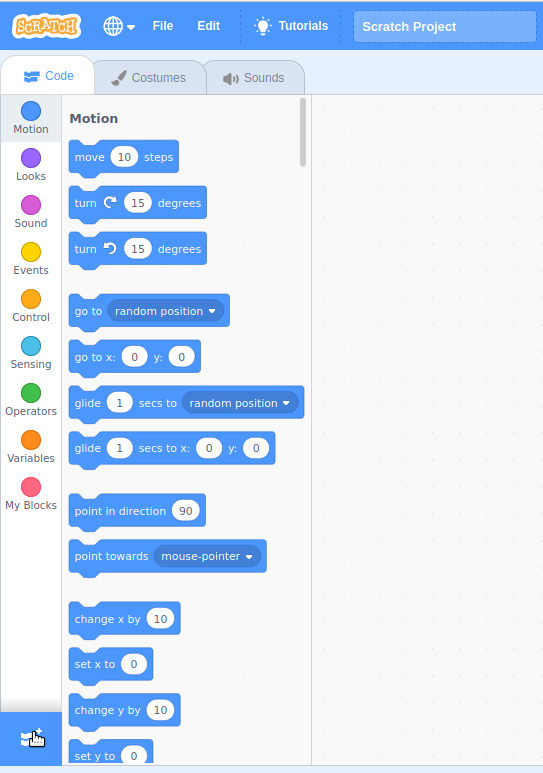 SCRATCH File Edit Tutorials Scratch Project
Code Costumes Sounds
Motion
Looks
Sound
Events
Control
Sensing
Operators
Variables
My Blocks
Motion
move 10 steps
turn 15 degrees
turn 15 degrees
go to random position
go to x: 0 y: 0
glide 1 secs to random position
glide 1 secs to x: 0 y: 0
point in direction 90
point towards mouse-pointer
change x by 10
set x to 0
change y by 10
set y to 0